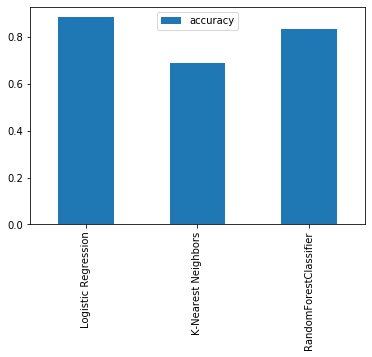 accuracy
0.8
0.6
0.4
0.2
0.0
Logistic Regression
K-Nearest Neighbors
RandomForestClassifier